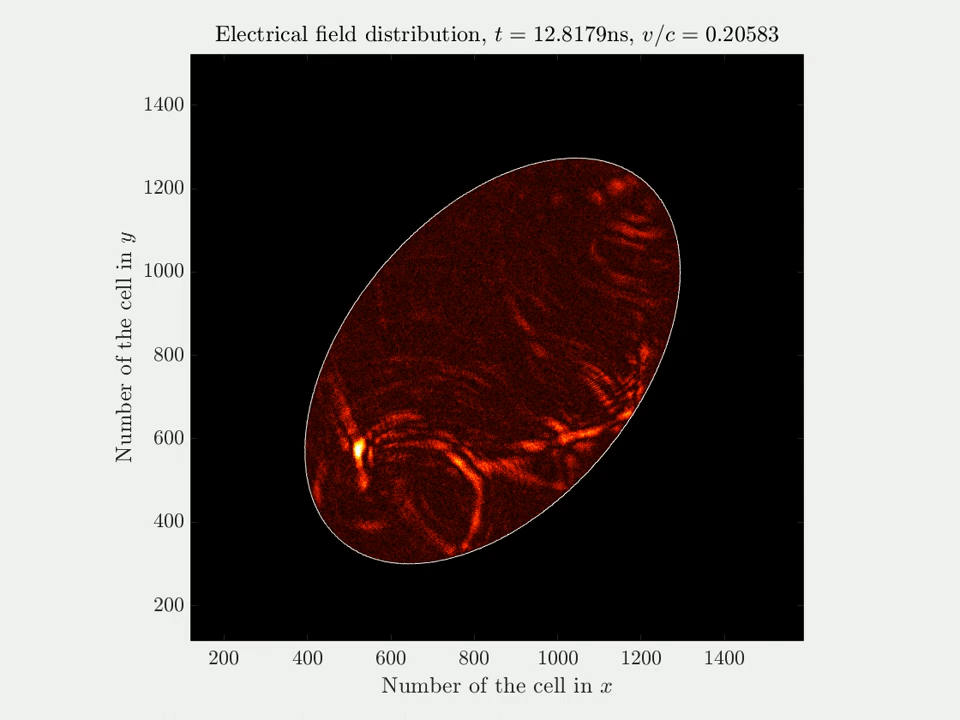 Electrical field distribution, t = 12.8179ns, v/c = 0.20583
Number of the cell in y
1400
1200
1000
800
600
400
200
200 400 600 800 1000 1200 1400
Number of the cell in x